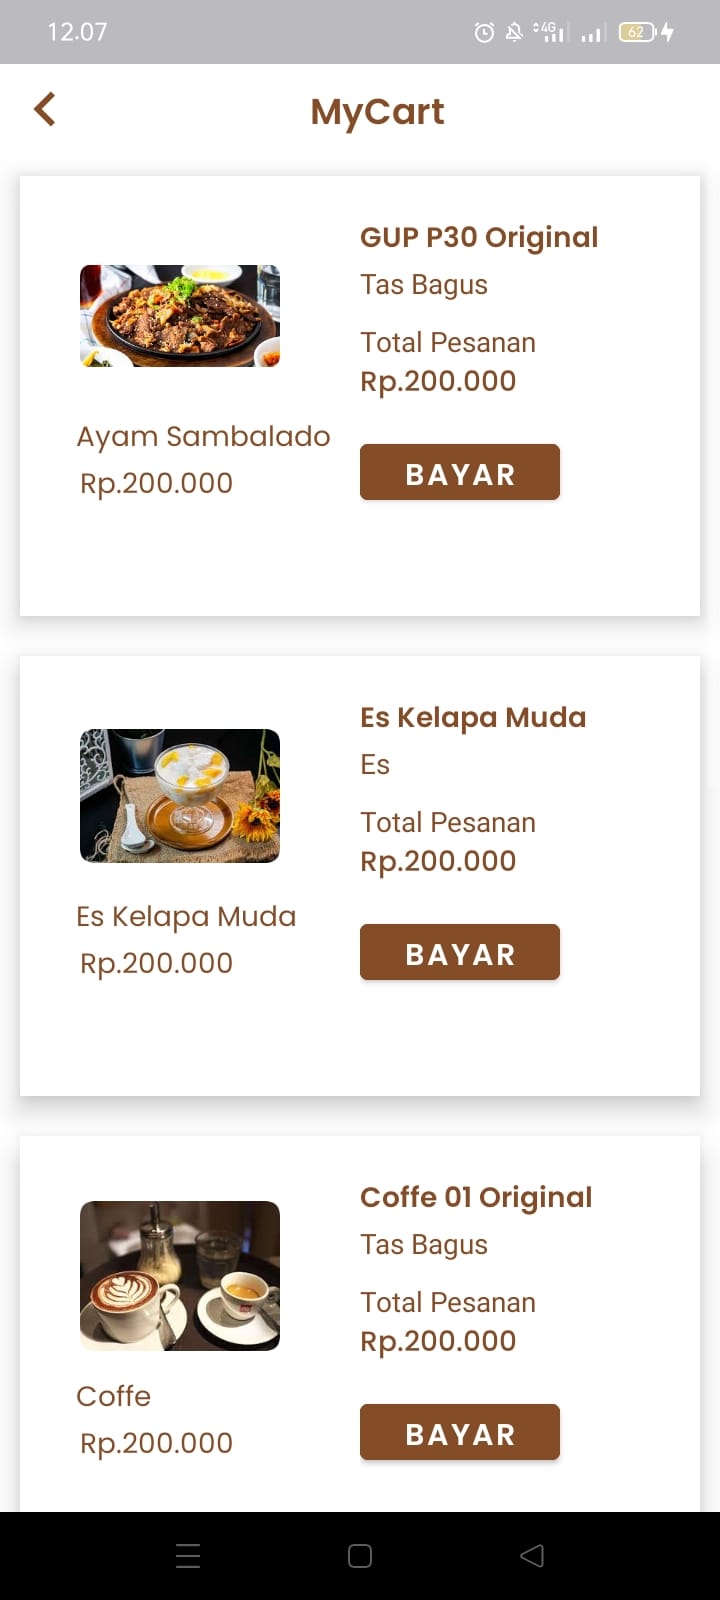 12.07
4G
62
MyCart
GUP P30 Original
Tas Bagus
Total Pesanan
Rp.200.000
Ayam Sambalado
Rp.200.000
BAYAR
Es Kelapa Muda
Es
Total Pesanan
Rp.200.000
Es Kelapa Muda
Rp.200.000
BAYAR
Coffe 01 Original
Tas Bagus
Total Pesanan
Rp.200.000
Coffe
Rp.200.000
BAYAR